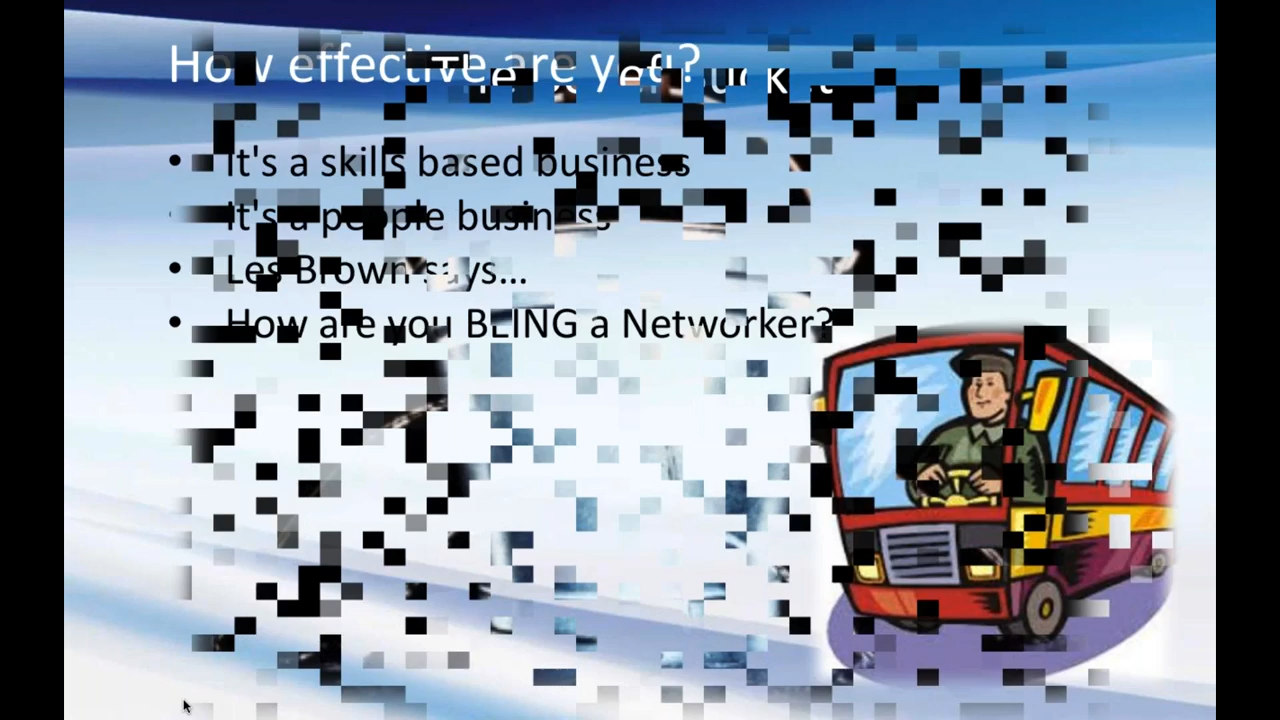 How effective are you?
The
• It's a skills based business
• It's a people business
• Les Brown says...
• How are you BEING a Networker?